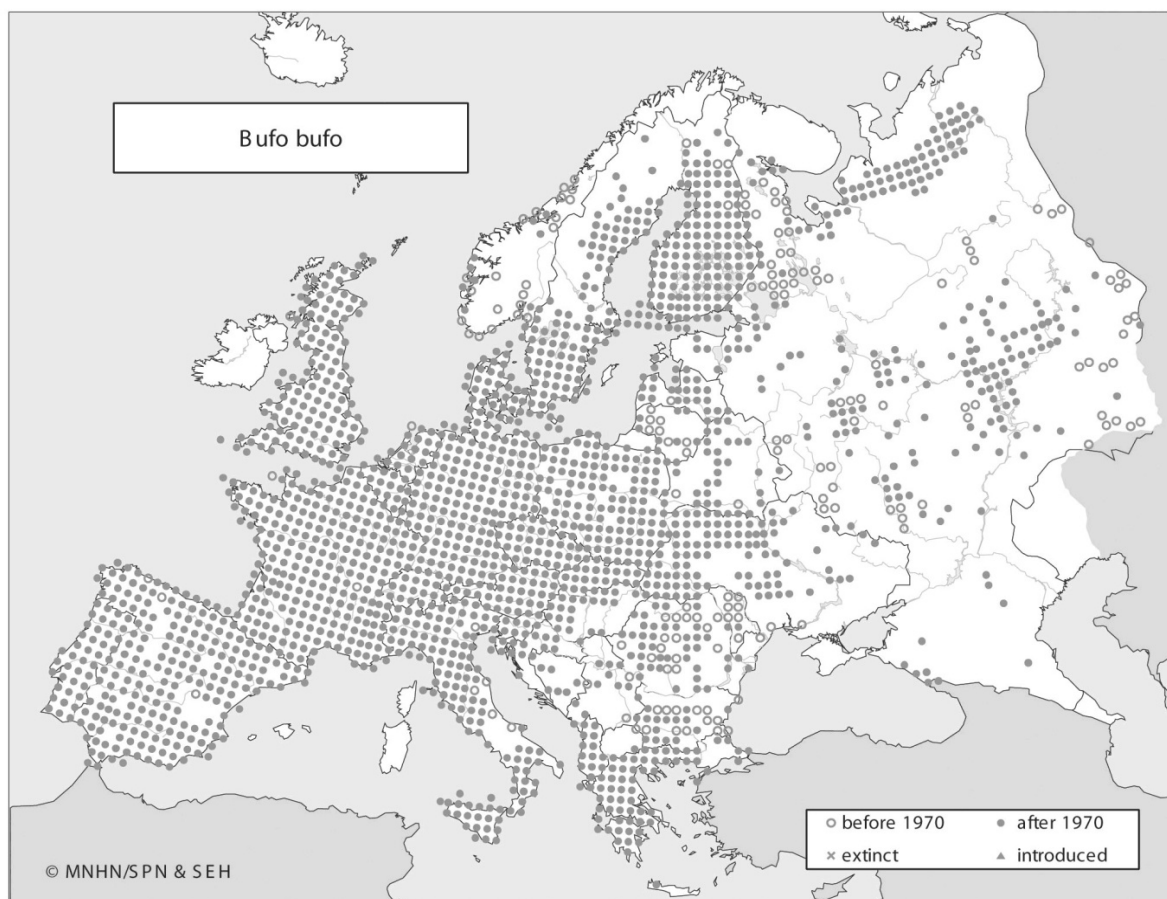 Bufo bufo
before 1970
after 1970
extinct
introduced
© MNHN/SPN & SEH